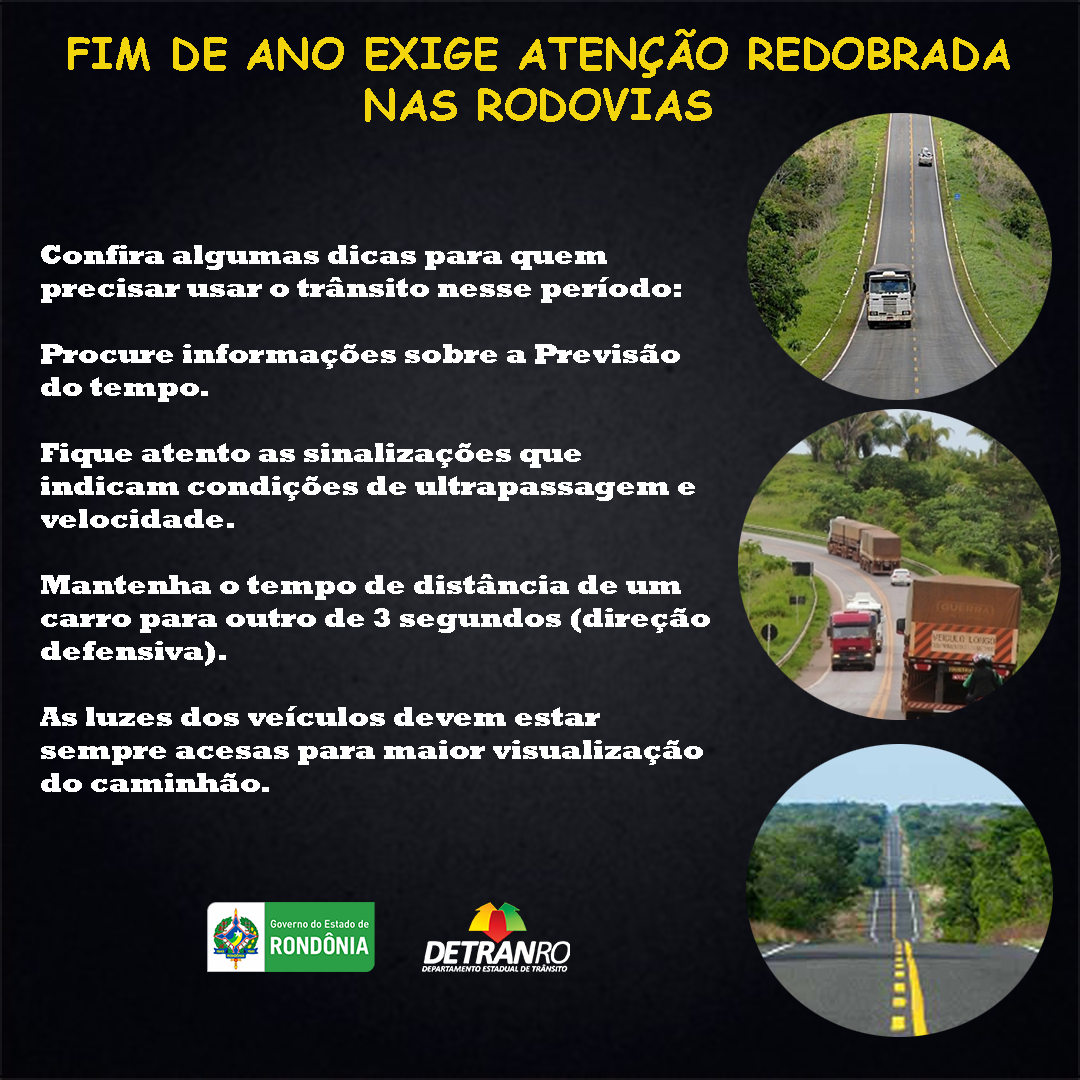 FIM DE ANO EXIGE ATENÇÃO REDOBRADA
NAS RODOVIAS
Confira algumas dicas para quem
precisar usar o trânsito nesse período:
Procure informações sobre a Previsão
do tempo.
Fique atento as sinalizações que
indicam condições de ultrapassagem e
velocidade.
Mantenha o tempo de distância de um
carro para outro de 3 segundos (direção
defensiva).
As luzes dos veículos devem estar
sempre acesas para maior visualização
do caminhão.
VEICULO LONGO
Governo do Estado de
RONDÔNIA
DETRANRO
DEPARTAMENTO ESTADUAL DE TRÂNSITO